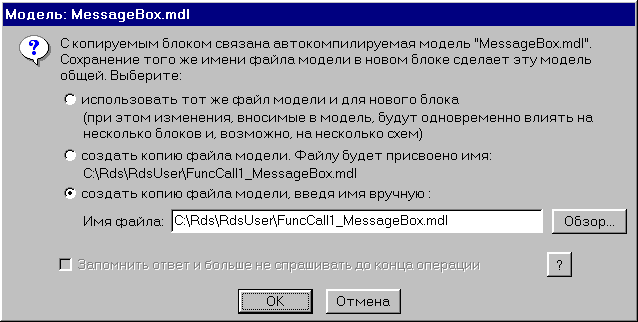 Модель: MessageBox.mdl
С копируемым блоком связана автокомпилируемая модель "MessageBox.mdl".
Сохранение того же имени файла модели в новом блоке сделает эту модель
общей. Выберите:
использовать тот же файл модели и для нового блока
(при этом изменения, вносимые в модель, будут одновременно влиять на
несколько блоков и, возможно, на несколько схем)
создать копию файла модели. Файлу будет присвоено имя:
C:\Rds\RdsUser\FuncCall1_MessageBox.mdl
создать копию файла модели, введя имя вручную :
Имя файла: C:\Rds\RdsUser\FuncCall1_MessageBox.mdl Обзор...
Запомнить ответ и больше не спрашивать до конца операции ?
OK Отмена